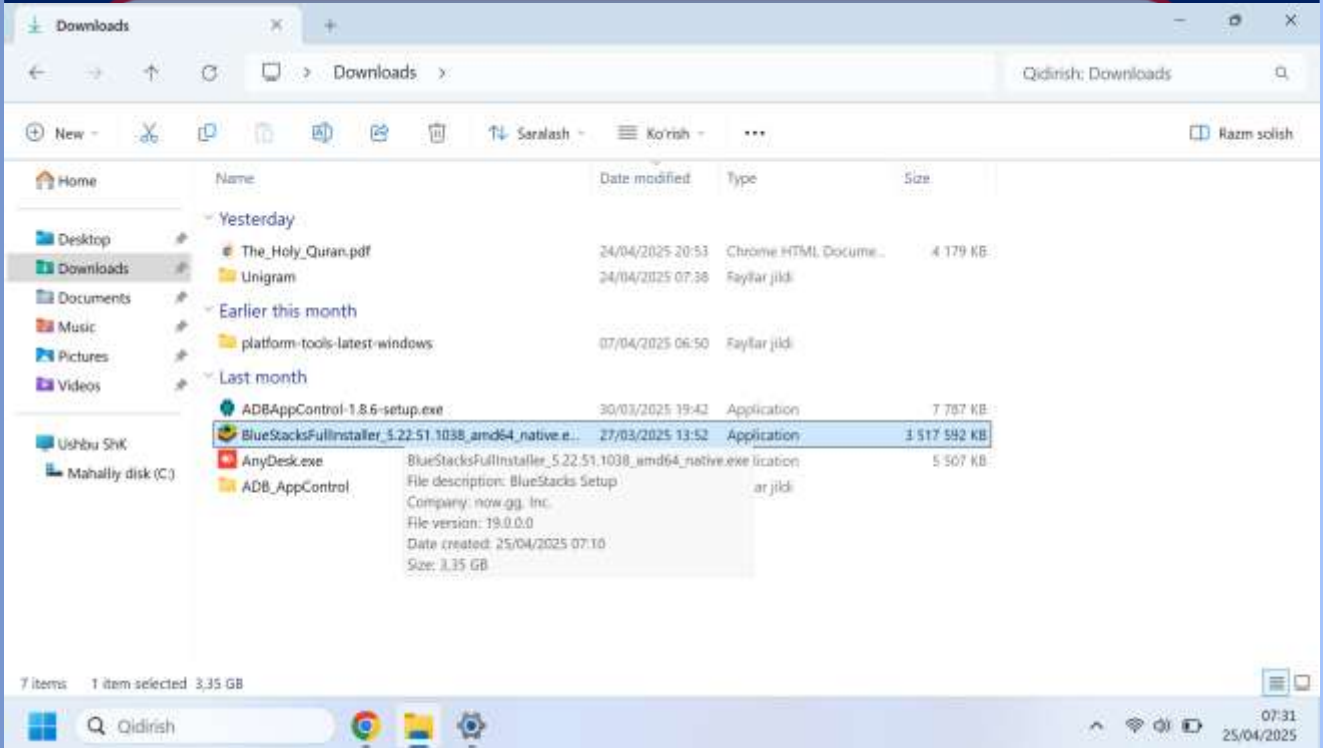 Downloads
Downloads
Qidirish: Downloads
New
Saralash
Ko'rish
Razm solish
Home
Desktop
Downloads
Documents
Music
Pictures
Videos
Ushbu ShK
Mahalliy disk (C:)
Name Date modified Type Size
Yesterday
The_Holy_Quran.pdf 24/04/2025 20:53 Chrome HTML Docume... 4 179 KB
Unigram 24/04/2025 07:38 Fayllar jildi
Earlier this month
platform-tools-latest-windows 07/04/2025 06:50 Fayllar jildi
Last month
ADBAppControl-1.8.6-setup.exe 30/03/2025 19:42 Application 7 787 KB
BlueStacksFullInstaller_5.22.51.1038_amd64_native.e... 27/03/2025 13:52 Application 3 517 592 KB
AnyDesk.exe lication 5 507 KB
ADB_AppControl ar jildi
BlueStacksFullInstaller_5.22.51.1038_amd64_native.exe
File description: BlueStacks Setup
Company: now.gg, Inc.
File version: 19.0.0.0
Date created: 25/04/2025 07:10
Size: 3,35 GB
7 items 1 item selected 3,35 GB
Qidirish
07:31
25/04/2025